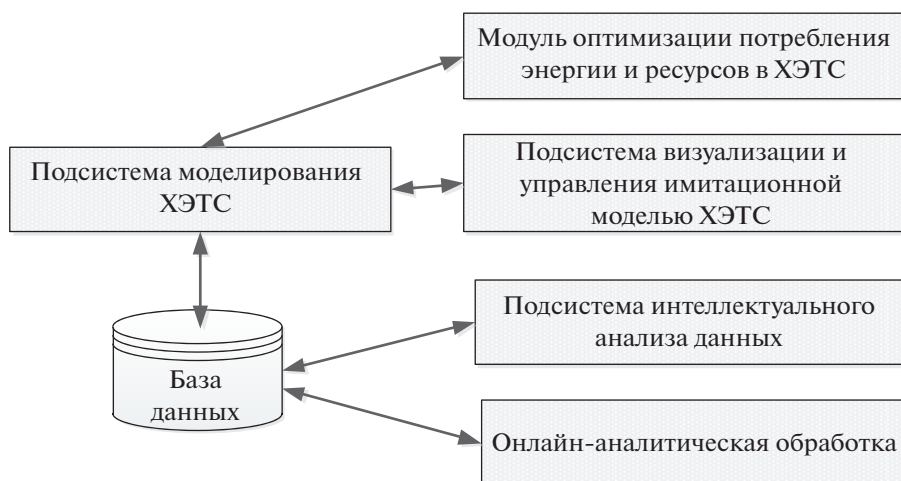 Модуль оптимизации потребления
энергии и ресурсов в ХЭТС
Подсистема моделирования
ХЭТС
Подсистема визуализации и
управления имитационной
моделью ХЭТС
Подсистема интеллектуального
анализа данных
База
данных
Онлайн-аналитическая обработка